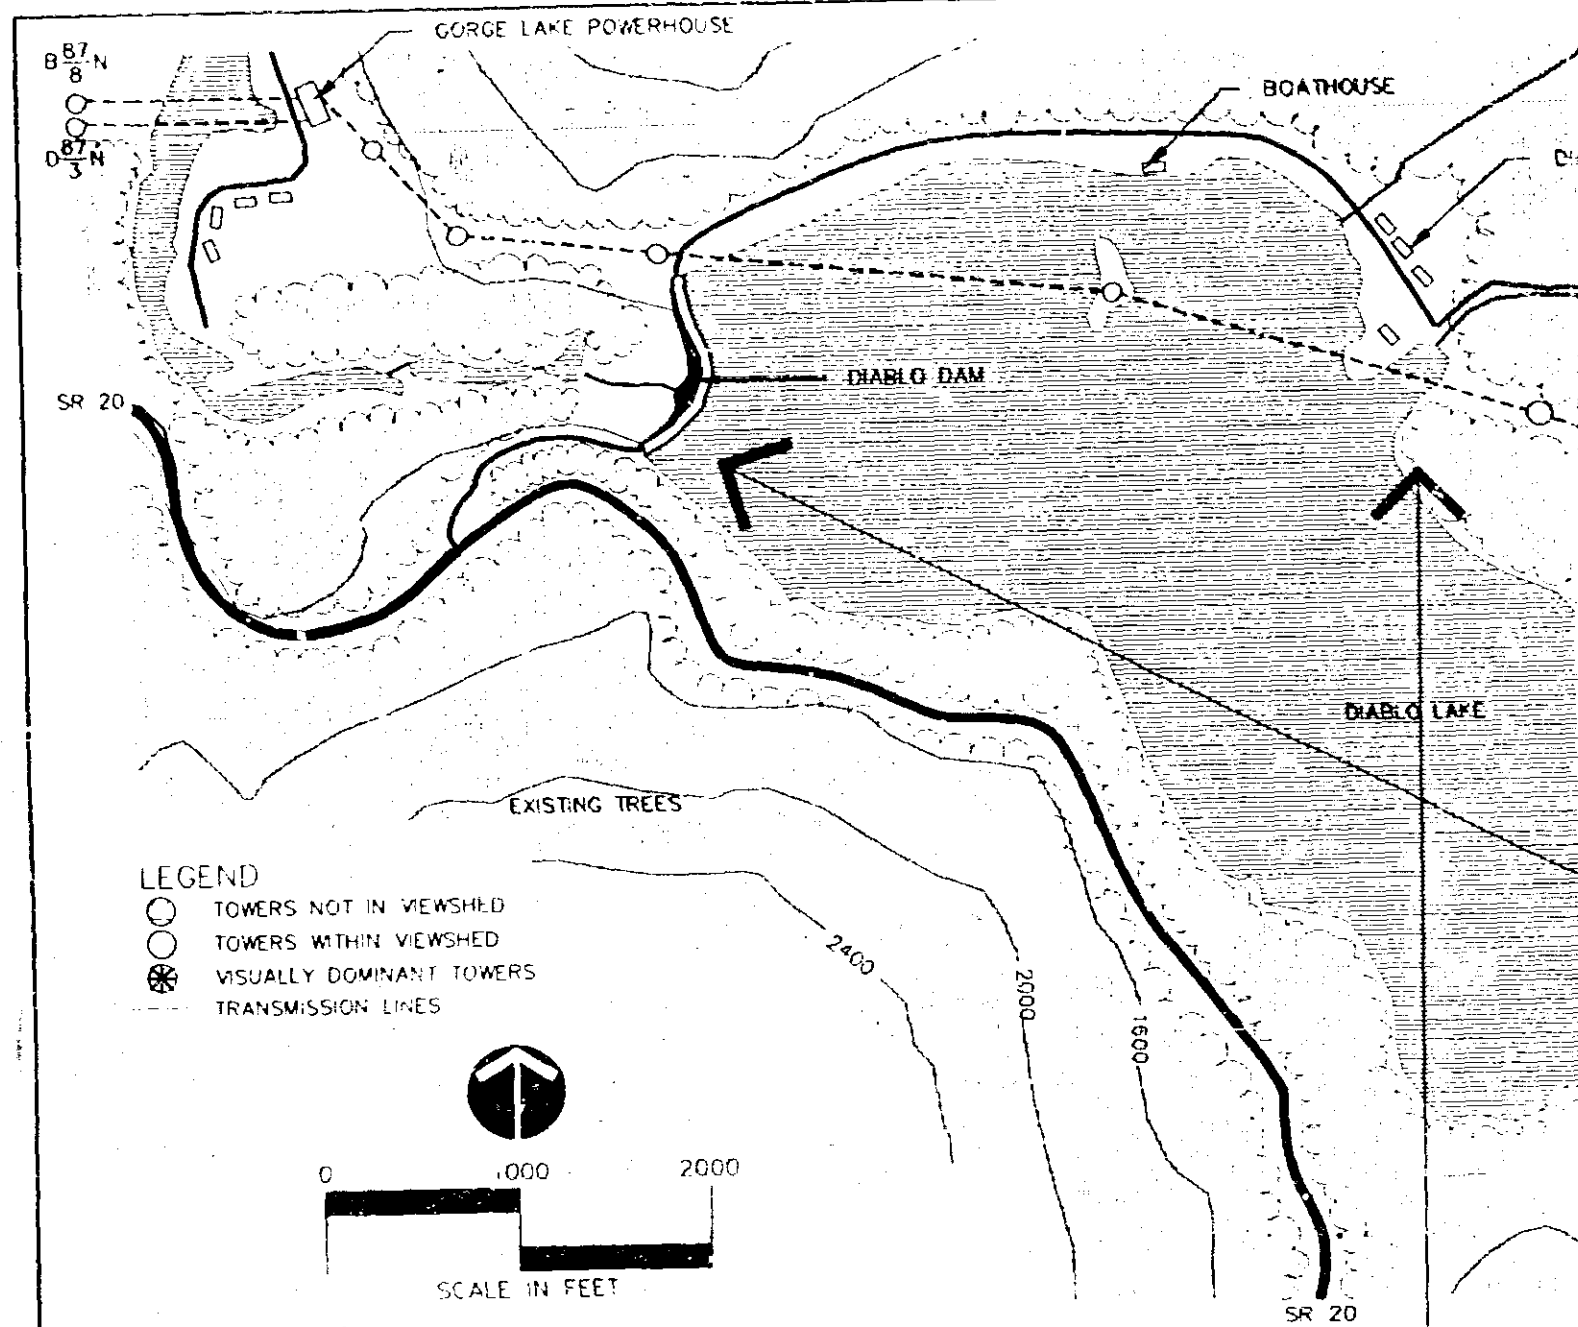 GORGE LAKE POWERHOUSE
B 87/8 N
D 87/3 N
BOATHOUSE
SR 20
DIABLO DAM
DIABLO LAKE
EXISTING TREES
LEGEND
TOWERS NOT IN VIEWSHED
TOWERS WITHIN VIEWSHED
VISUALLY DOMINANT TOWERS
TRANSMISSION LINES
2400
2000
1600
0 1000 2000
SCALE IN FEET
SR 20